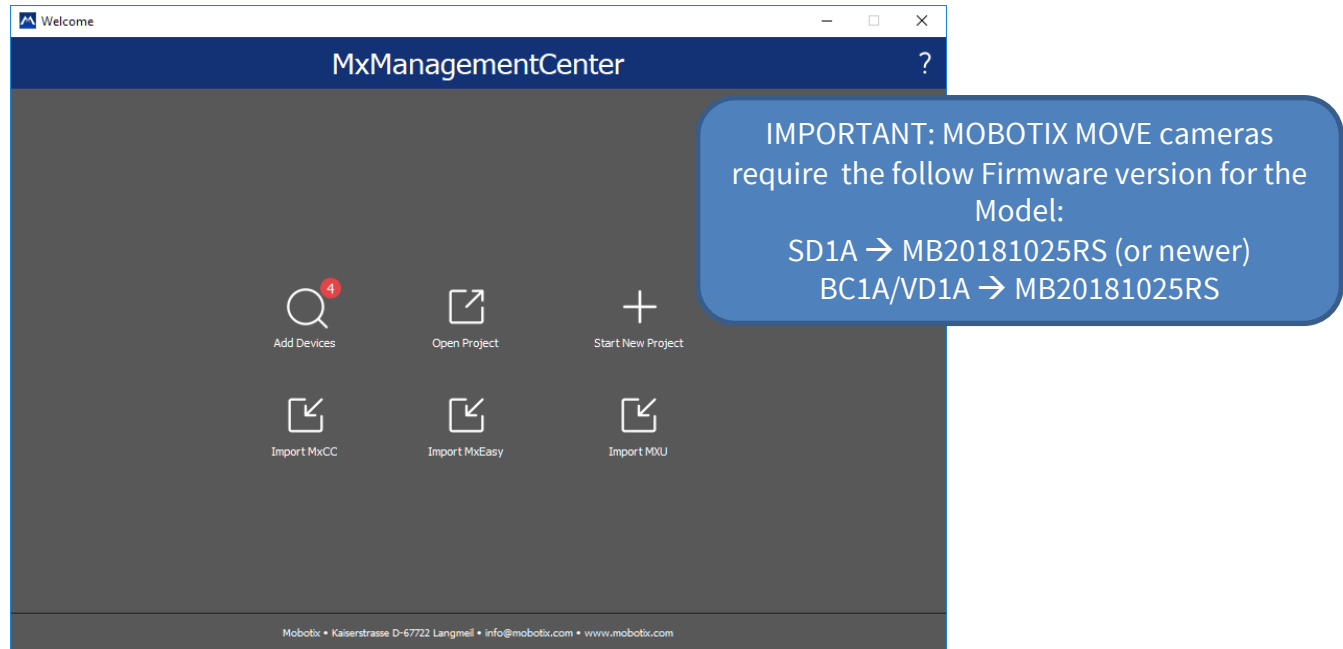 Welcome
MxManagementCenter
?
IMPORTANT: MOBOTIX MOVE cameras
require the follow Firmware version for the
Model:
SD1A → MB20181025RS (or newer)
BC1A/VD1A → MB20181025RS
4
Add Devices
Open Project
Start New Project
Import MxCC
Import MxEasy
Import MXU
Mobotix • Kaiserstrasse D-67722 Langmeil • info@mobotix.com • www.mobotix.com